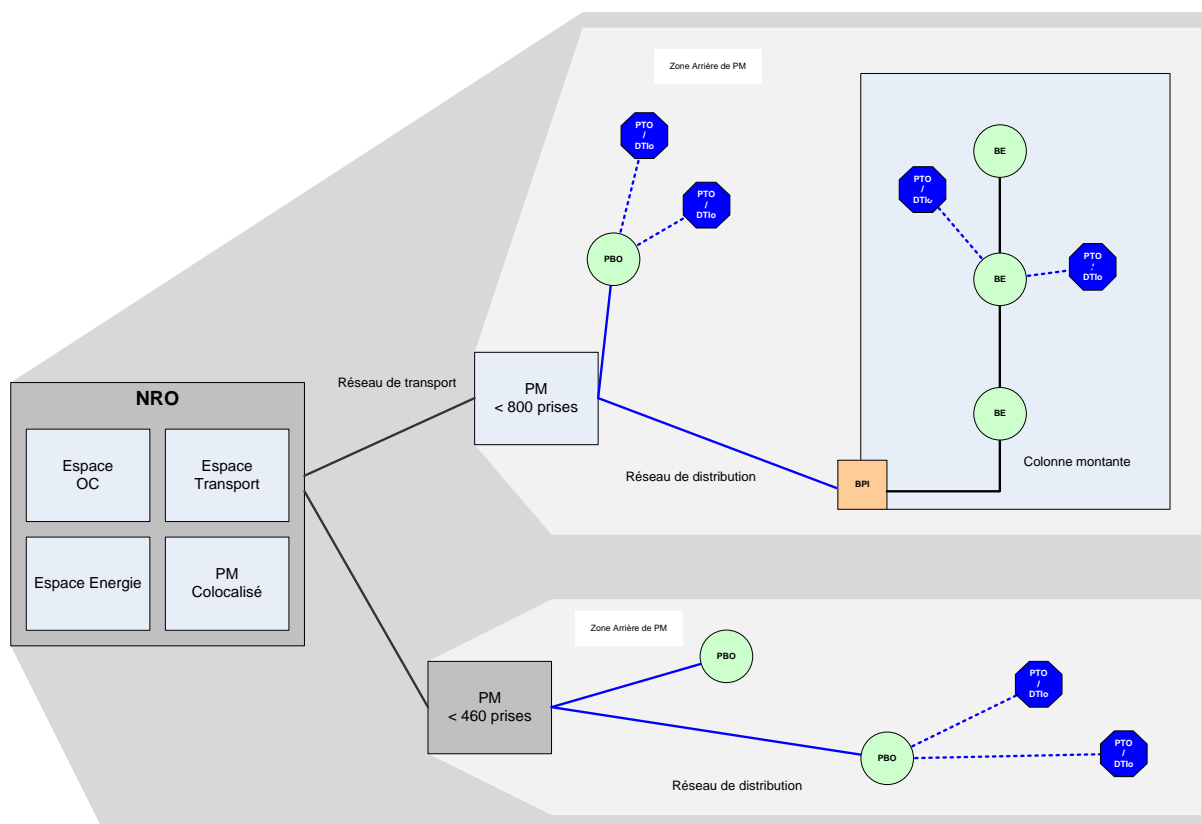 Zone Arrière de PM
PTO
/
DTIo
PTO
/
DTIo
PBO
BE
PTO
/
DTIo
BE
PTO
/
DTIo
BE
Réseau de transport
PM
< 800 prises
Réseau de distribution
BPI
Colonne montante
NRO
Espace
OC
Espace
Transport
Espace Energie
PM
Colocalisé
Zone Arrière de PM
PBO
PM
< 460 prises
PTO
/
DTIo
PBO
PTO
/
DTIo
Réseau de distribution